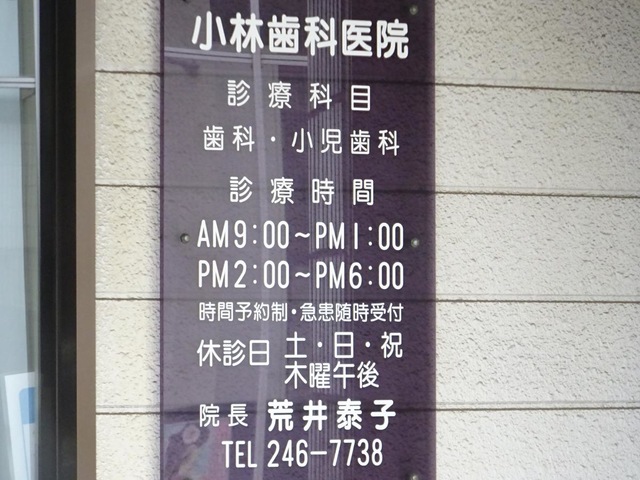 小林歯科医院
診療科目
歯科・小児歯科
診療時間
AM9:00～PM1:00
PM2:00～PM6:00
時間予約制・急患随時受付
休診日 土・日・祝
木曜午後
院長 荒井泰子
TEL 246-7738